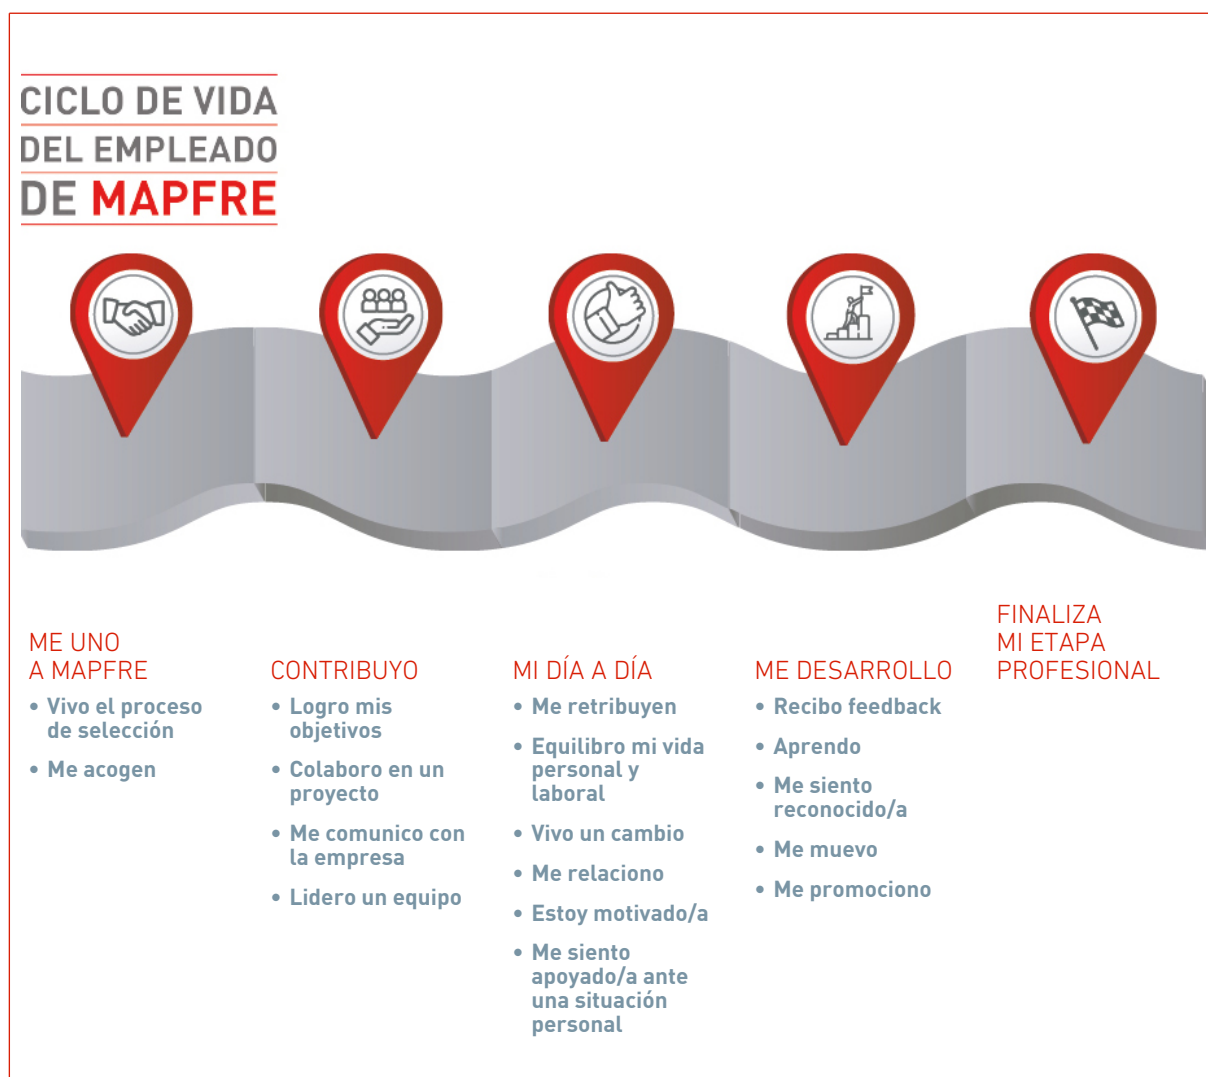 CICLO DE VIDA
DEL EMPLEADO
DE MAPFRE
ME UNO
A MAPFRE
• Vivo el proceso
de selección
• Me acogen
CONTRIBUYO
• Logro mis
objetivos
• Colaboro en un
proyecto
• Me comunico con
la empresa
• Lidero un equipo
MI DÍA A DÍA
• Me retribuyen
• Equilibro mi vida
personal y
laboral
• Vivo un cambio
• Me relaciono
• Estoy motivado/a
• Me siento
apoyado/a ante
una situación
personal
ME DESARROLLO
• Recibo feedback
• Aprendo
• Me siento
reconocido/a
• Me muevo
• Me promociono
FINALIZA
MI ETAPA
PROFESIONAL